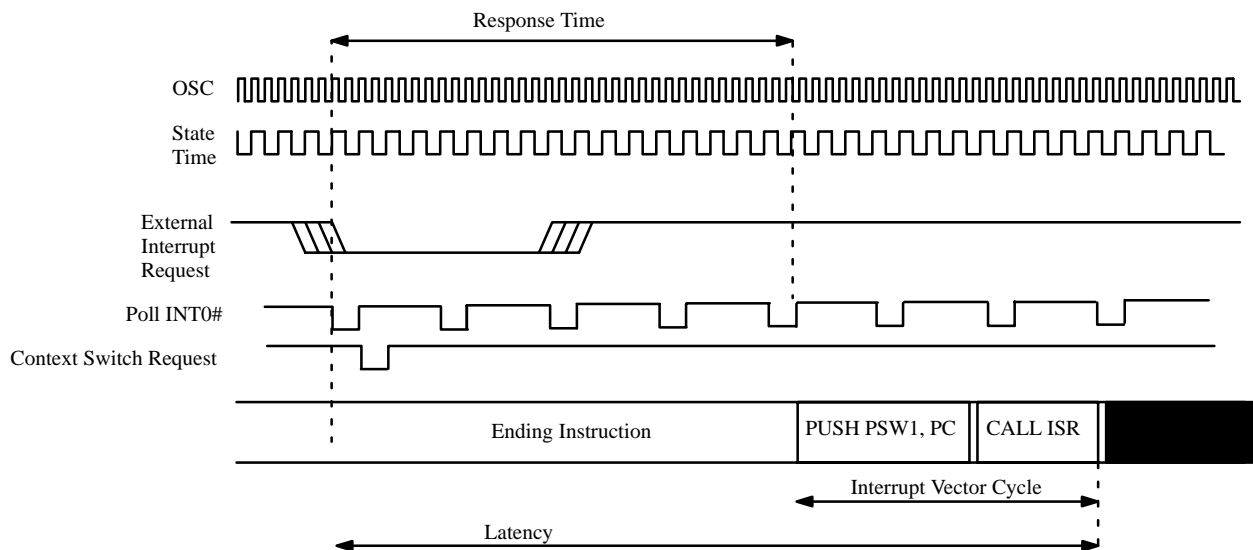 Response Time
OSC
State
Time
External
Interrupt
Request
Poll INT0#
Context Switch Request
Ending Instruction
PUSH PSW1, PC
CALL ISR
Interrupt Vector Cycle
Latency